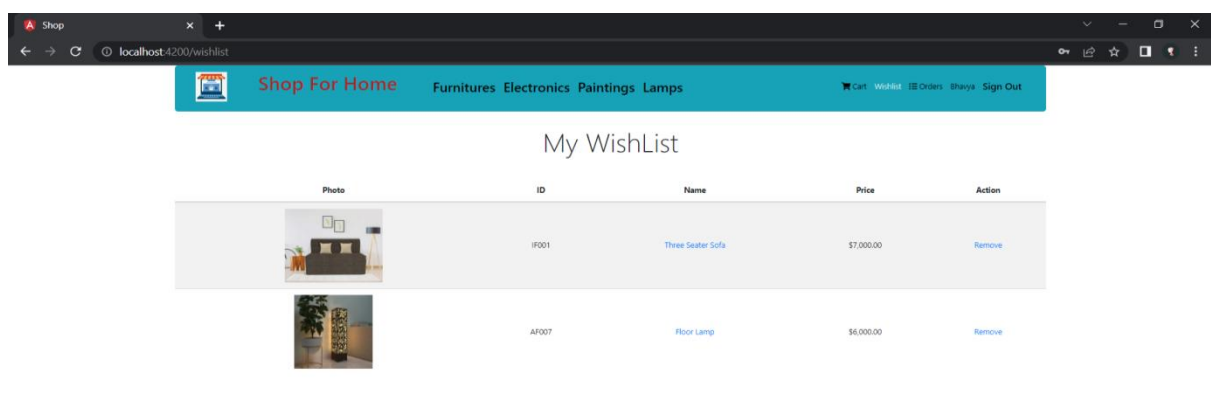 Shop
localhost:4200/wishlist
Shop For Home Furnitures Electronics Paintings Lamps Cart Wishlist Orders Bhavya Sign Out
My WishList
Photo ID Name Price Action
IF001 Three Seater Sofa $7,000.00 Remove
AF007 Floor Lamp $6,000.00 Remove